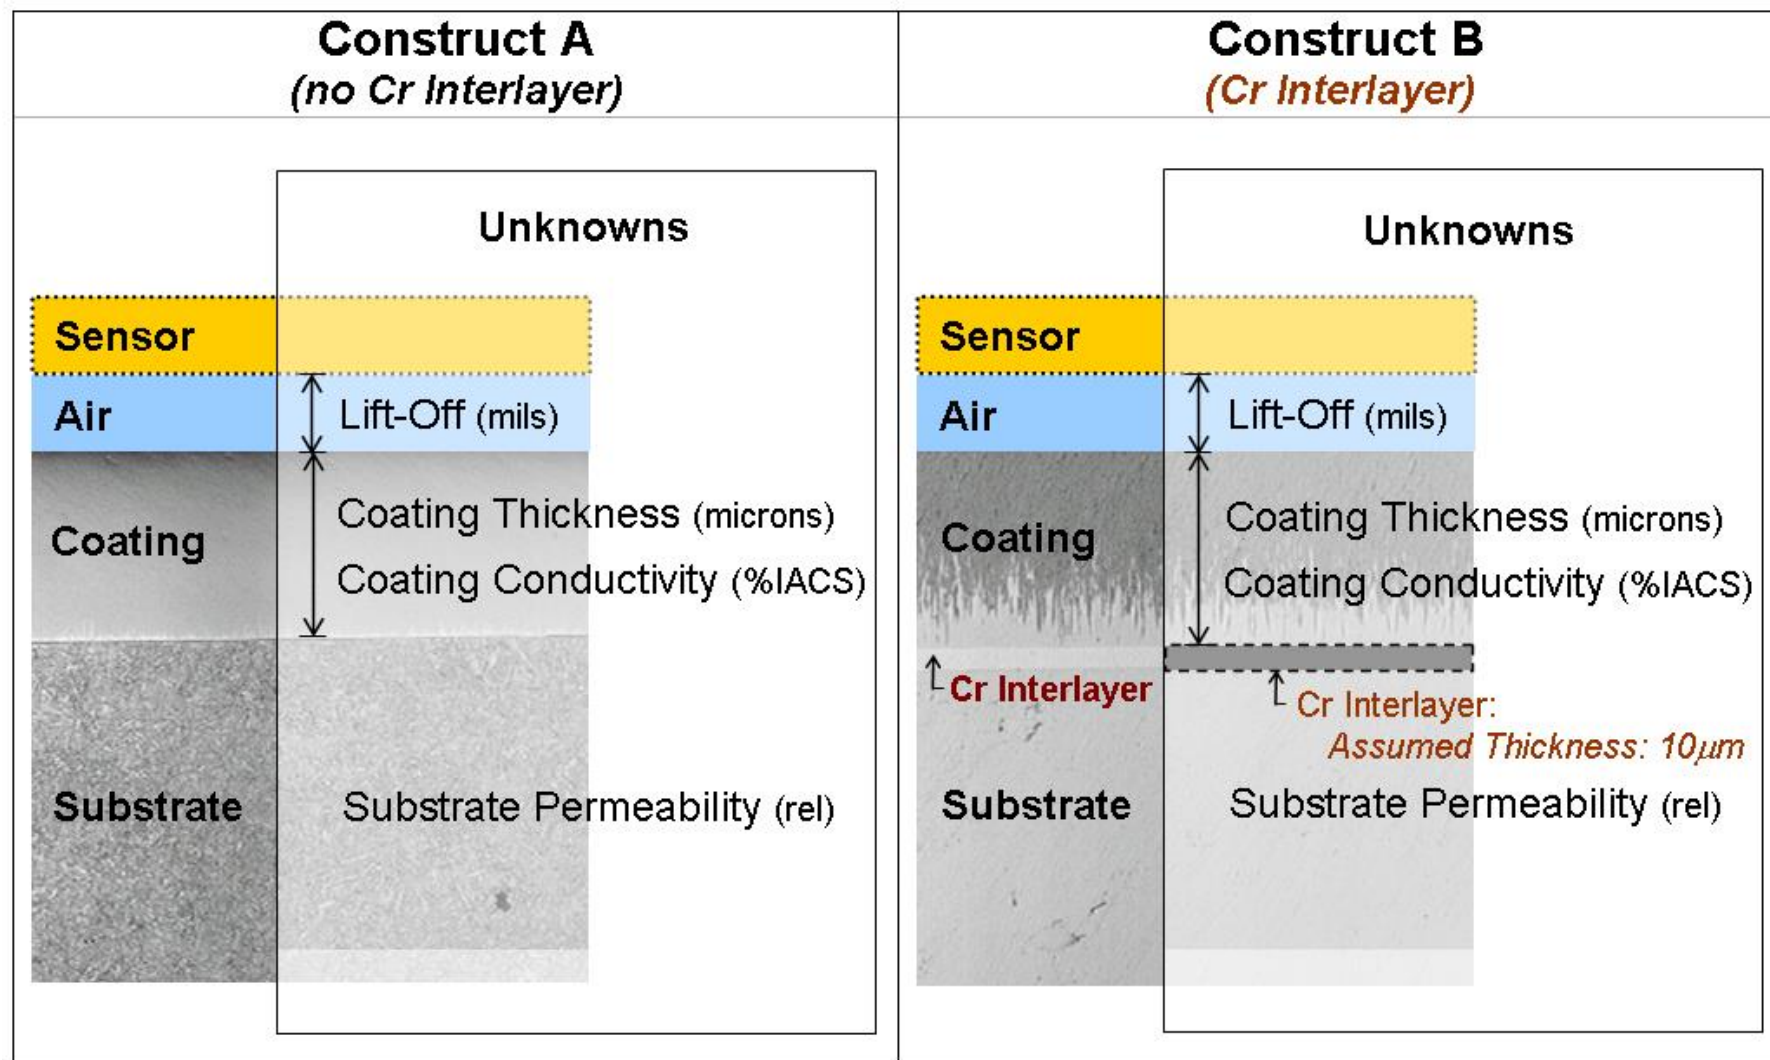 Construct A
(no Cr Interlayer)
Unknowns
Sensor
Air
Lift-Off (mils)
Coating
Coating Thickness (microns)
Coating Conductivity (%IACS)
Substrate
Substrate Permeability (rel)
Construct B
(Cr Interlayer)
Unknowns
Sensor
Air
Lift-Off (mils)
Coating
Coating Thickness (microns)
Coating Conductivity (%IACS)
Cr Interlayer
Cr Interlayer:
Assumed Thickness: 10μm
Substrate
Substrate Permeability (rel)